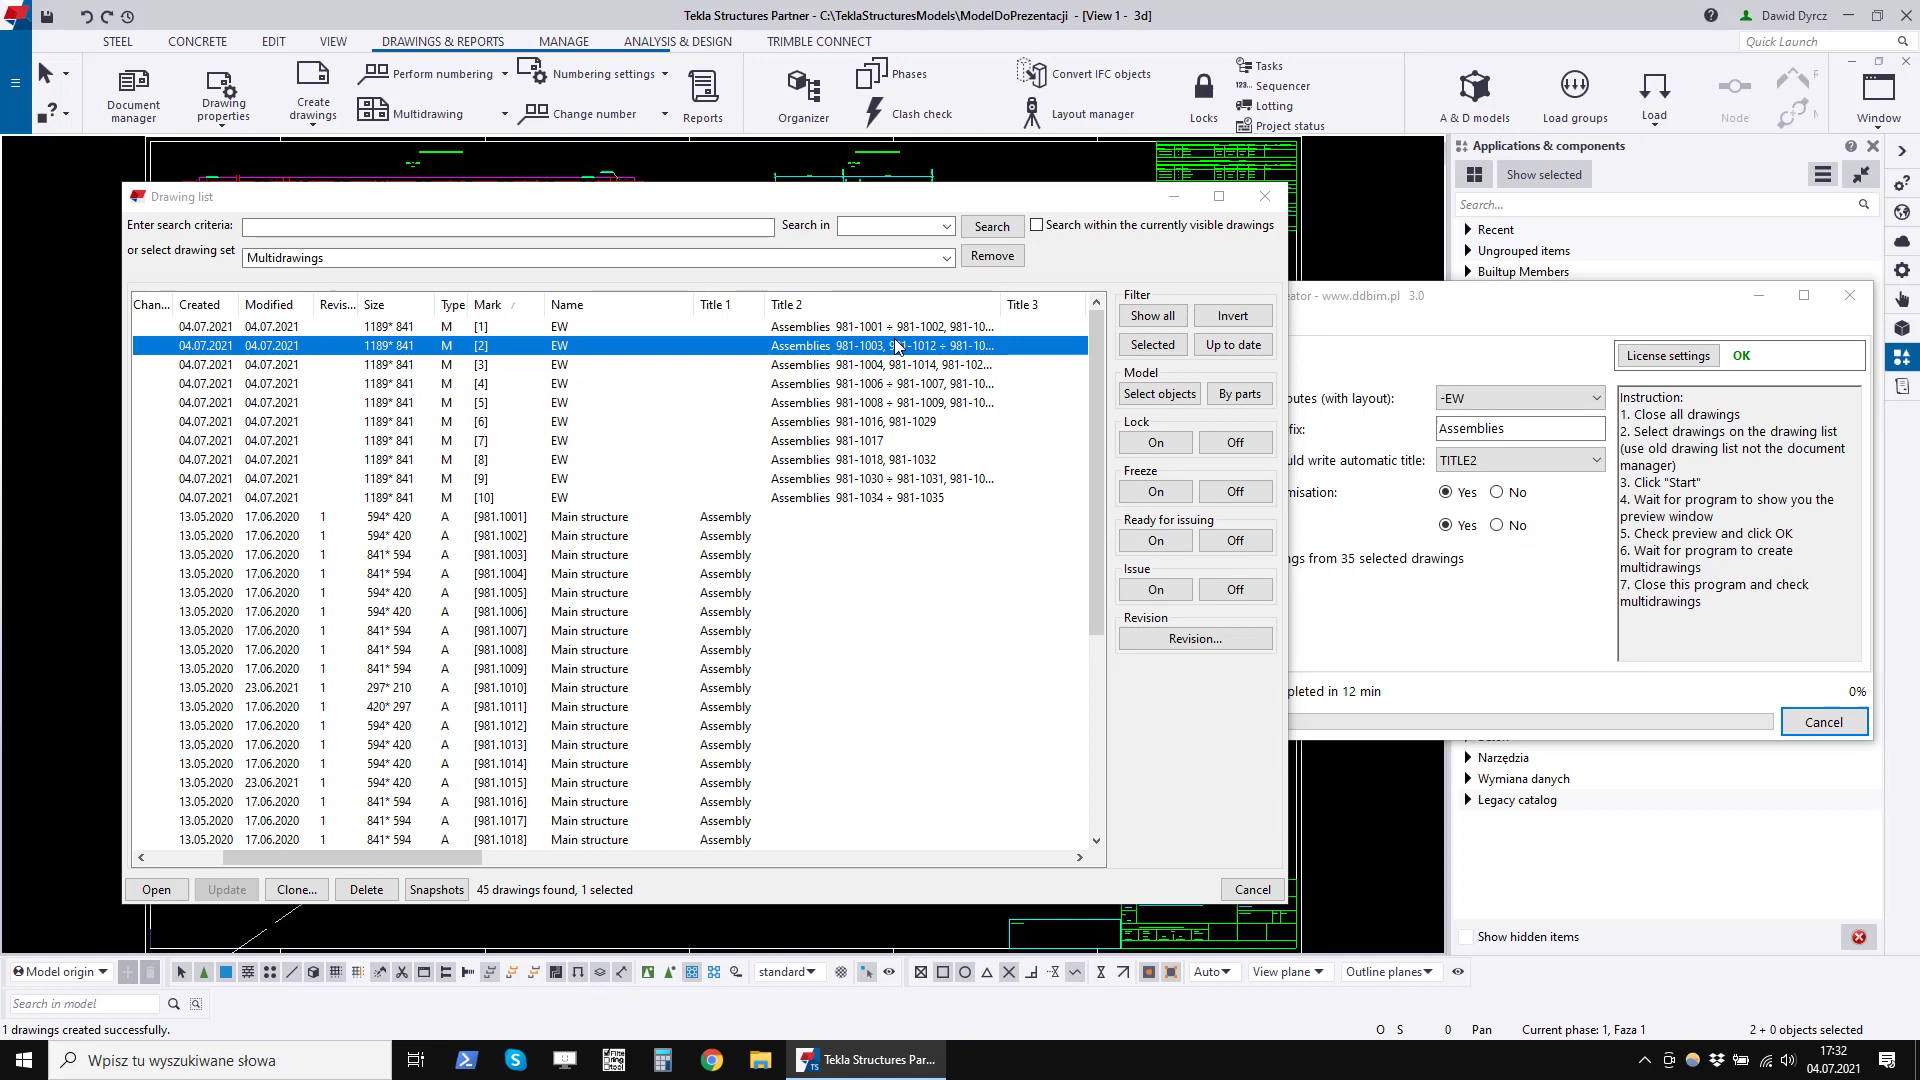 Tekla Structures Partner - C:\TeklaStructuresModels\ModelDoPrezentacji - [View 1 - 3d]
Dawid Dyrcz
STEEL CONCRETE EDIT VIEW DRAWINGS & REPORTS MANAGE ANALYSIS & DESIGN TRIMBLE CONNECT
Quick Launch
Document manager
Drawing properties
Create drawings
Perform numbering
Multidrawing
Numbering settings
Change number
Reports
Organizer
Phases
Clash check
Convert IFC objects
Layout manager
Locks
Tasks
Sequencer
Lotting
Project status
A & D models
Load groups
Load
Node
Window
Applications & components
Show selected
Search...
Recent
Ungrouped items
Builtup Members
Drawing list
Enter search criteria:
Search in
Search
Search within the currently visible drawings
or select drawing set
Multidrawings
Remove
Chan... Created Modified Revis... Size Type Mark Name Title 1 Title 2 Title 3
04.07.2021 04.07.2021 1189* 841 M [1] EW Assemblies 981-1001 ÷ 981-1002, 981-10...
04.07.2021 04.07.2021 1189* 841 M [2] EW Assemblies 981-1003, 981-1012 ÷ 981-10...
04.07.2021 04.07.2021 1189* 841 M [3] EW Assemblies 981-1004, 981-1014, 981-102...
04.07.2021 04.07.2021 1189* 841 M [4] EW Assemblies 981-1006 ÷ 981-1007, 981-10...
04.07.2021 04.07.2021 1189* 841 M [5] EW Assemblies 981-1008 ÷ 981-1009, 981-10...
04.07.2021 04.07.2021 1189* 841 M [6] EW Assemblies 981-1016, 981-1029
04.07.2021 04.07.2021 1189* 841 M [7] EW Assemblies 981-1017
04.07.2021 04.07.2021 1189* 841 M [8] EW Assemblies 981-1018, 981-1032
04.07.2021 04.07.2021 1189* 841 M [9] EW Assemblies 981-1030 ÷ 981-1031, 981-10...
04.07.2021 04.07.2021 1189* 841 M [10] EW Assemblies 981-1034 ÷ 981-1035
13.05.2020 17.06.2020 1 594* 420 A [981.1001] Main structure Assembly
13.05.2020 17.06.2020 1 594* 420 A [981.1002] Main structure Assembly
13.05.2020 17.06.2020 1 841* 594 A [981.1003] Main structure Assembly
13.05.2020 17.06.2020 1 841* 594 A [981.1004] Main structure Assembly
13.05.2020 17.06.2020 1 594* 420 A [981.1005] Main structure Assembly
13.05.2020 17.06.2020 1 594* 420 A [981.1006] Main structure Assembly
13.05.2020 17.06.2020 1 841* 594 A [981.1007] Main structure Assembly
13.05.2020 17.06.2020 1 841* 594 A [981.1008] Main structure Assembly
13.05.2020 17.06.2020 1 841* 594 A [981.1009] Main structure Assembly
13.05.2020 23.06.2021 1 297* 210 A [981.1010] Main structure Assembly
13.05.2020 17.06.2020 1 420* 297 A [981.1011] Main structure Assembly
13.05.2020 17.06.2020 1 594* 420 A [981.1012] Main structure Assembly
13.05.2020 17.06.2020 1 594* 420 A [981.1013] Main structure Assembly
13.05.2020 17.06.2020 1 594* 420 A [981.1014] Main structure Assembly
13.05.2020 23.06.2021 1 594* 420 A [981.1015] Main structure Assembly
13.05.2020 17.06.2020 1 841* 594 A [981.1016] Main structure Assembly
13.05.2020 17.06.2020 1 841* 594 A [981.1017] Main structure Assembly
13.05.2020 17.06.2020 1 841* 594 A [981.1018] Main structure Assembly
Filter
Show all Invert
Selected Up to date
Model
Select objects By parts
Lock
On Off
Freeze
On Off
Ready for issuing
On Off
Issue
On Off
Revision
Revision...
Open Update Clone... Delete Snapshots 45 drawings found, 1 selected Cancel
ator - www.ddbim.pl 3.0
License settings OK
utes (with layout): -EW
fix: Assemblies
uld write automatic title: TITLE2
misation: Yes No
Yes No
ngs from 35 selected drawings
Instruction:
1. Close all drawings
2. Select drawings on the drawing list
(use old drawing list not the document
manager)
3. Click "Start"
4. Wait for program to show you the
preview window
5. Check preview and click OK
6. Wait for program to create
multidrawings
7. Close this program and check
multidrawings
pleted in 12 min 0%
Cancel
Narzędzia
Wymiana danych
Legacy catalog
Show hidden items
Model origin
standard
Auto
View plane
Outline planes
Search in model
1 drawings created successfully.
O S 0 Pan Current phase: 1, Faza 1 2 + 0 objects selected
Wpisz tu wyszukiwane słowa
Tekla Structures Par...
17:32
04.07.2021